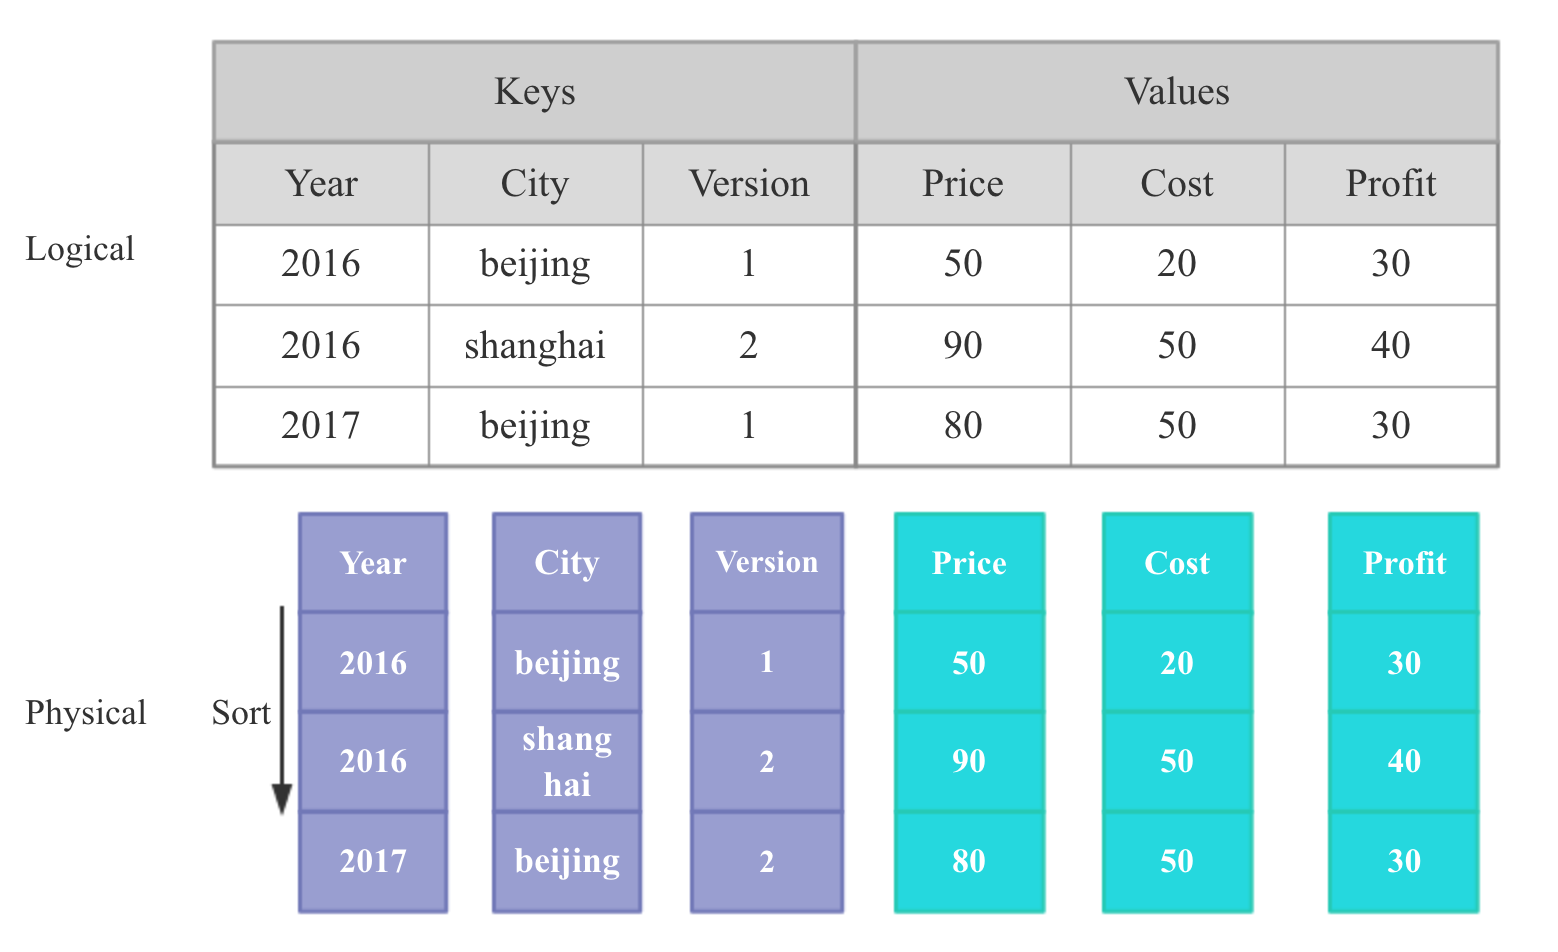 Keys Values
Year City Version Price Cost Profit
Logical
2016 beijing 1 50 20 30
2016 shanghai 2 90 50 40
2017 beijing 1 80 50 30
Year City Version Price Cost Profit
2016 beijing 1 50 20 30
Physical Sort
2016 shang
hai 2 90 50 40
2017 beijing 2 80 50 30